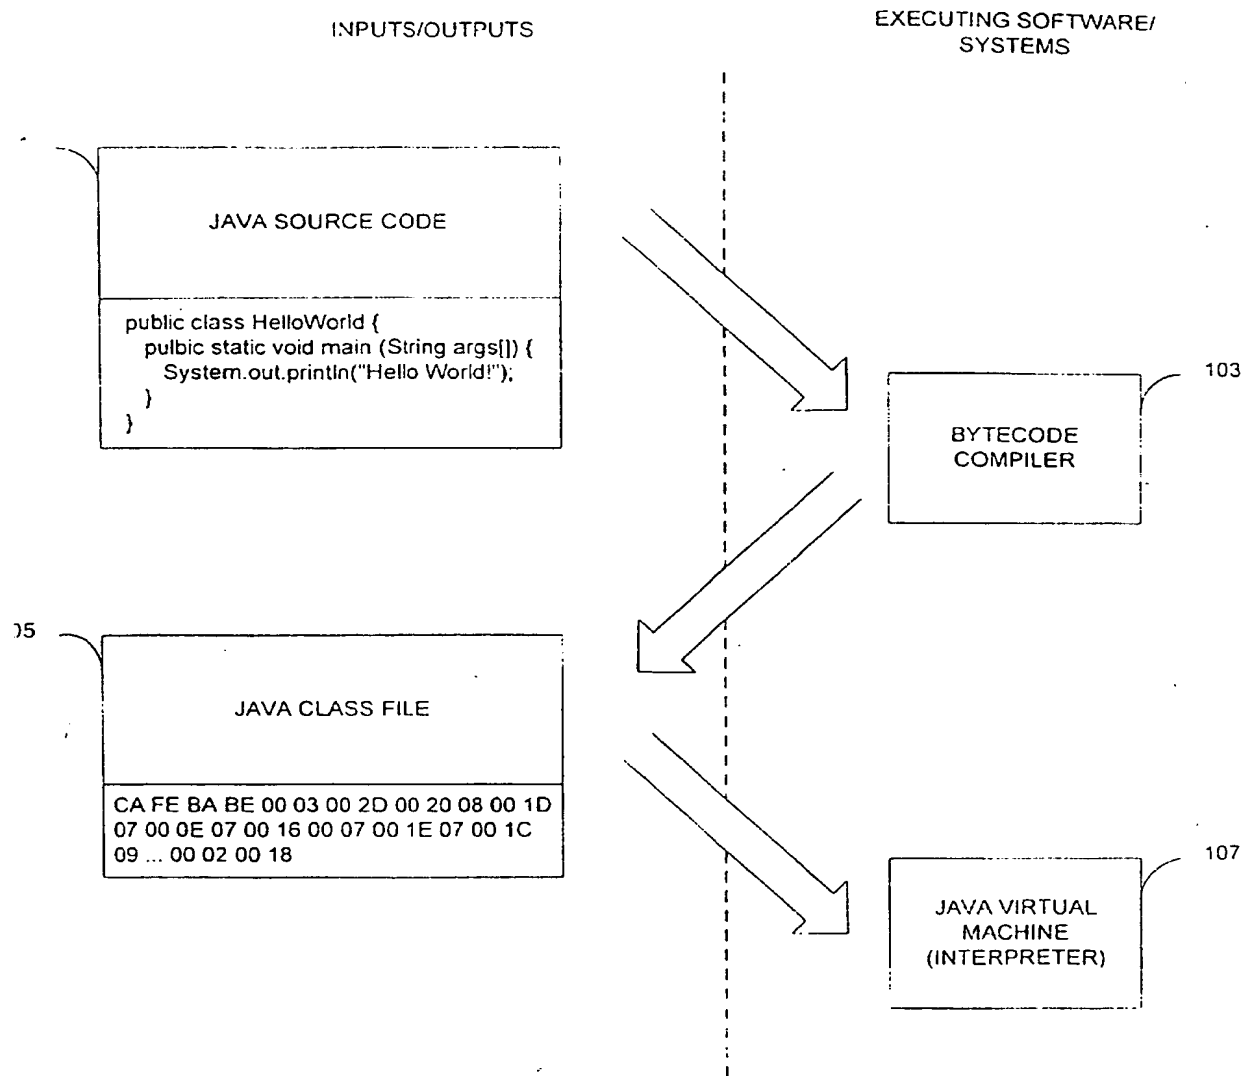 INPUTS/OUTPUTS
EXECUTING SOFTWARE/
SYSTEMS
JAVA SOURCE CODE
public class HelloWorld {
pulbic static void main (String args[]) {
System.out.println("Hello World!");
}
}
103
BYTECODE
COMPILER
05
JAVA CLASS FILE
CA FE BA BE 00 03 00 2D 00 20 08 00 1D
07 00 0E 07 00 16 00 07 00 1E 07 00 1C
09 ... 00 02 00 18
107
JAVA VIRTUAL
MACHINE
(INTERPRETER)